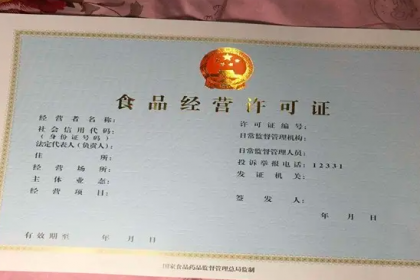 食品经营许可证
经营者名称：
社会信用代码：
（身份证号码）
法定代表人（负责人）：
住所：
经营场所：
主体业态：
经营项目：
许可证编号：
日常监督管理机构：
日常监督管理人员：
投诉举报电话：12331
发证机关：
签发人：
年 月 日
有效期至 年 月 日
国家食品药品监督管理总局监制